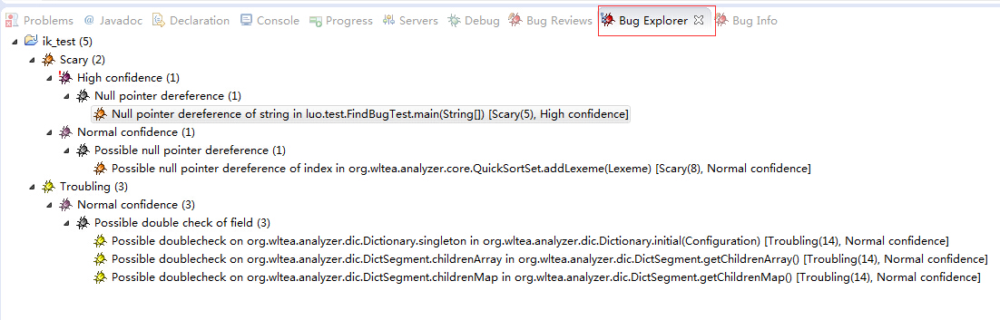 Problems @ Javadoc Declaration Console Progress Servers Debug Bug Reviews Bug Explorer Bug Info
ik_test (5)
Scary (2)
High confidence (1)
Null pointer dereference (1)
Null pointer dereference of string in luo.test.FindBugTest.main(String[]) [Scary(5), High confidence]
Normal confidence (1)
Possible null pointer dereference (1)
Possible null pointer dereference of index in org.wltea.analyzer.core.QuickSortSet.addLexeme(Lexeme) [Scary(8), Normal confidence]
Troubling (3)
Normal confidence (3)
Possible double check of field (3)
Possible doublecheck on org.wltea.analyzer.dic.Dictionary.singleton in org.wltea.analyzer.dic.Dictionary.initial(Configuration) [Troubling(14), Normal confidence]
Possible doublecheck on org.wltea.analyzer.dic.DictSegment.childrenArray in org.wltea.analyzer.dic.DictSegment.getChildrenArray() [Troubling(14), Normal confidence]
Possible doublecheck on org.wltea.analyzer.dic.DictSegment.childrenMap in org.wltea.analyzer.dic.DictSegment.getChildrenMap() [Troubling(14), Normal confidence]